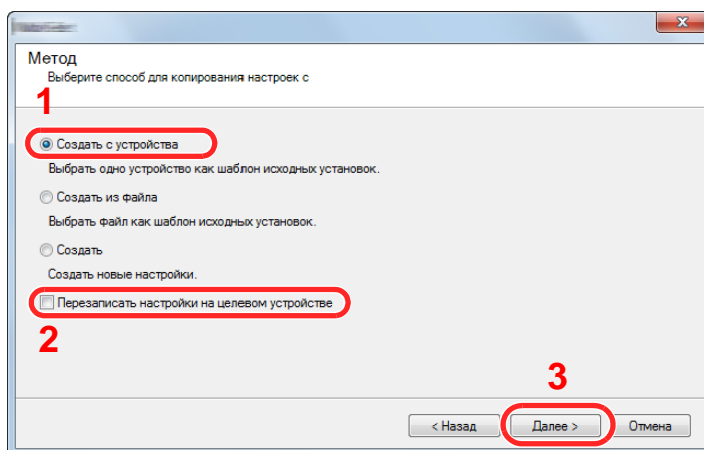 Метод
Выберите способ для копирования настроек с
1
Создать с устройства
Выбрать одно устройство как шаблон исходных установок.
Создать из файла
Выбрать файл как шаблон исходных установок.
Создать
Создать новые настройки.
Перезаписать настройки на целевом устройстве
2
3
< Назад
Далее >
Отмена